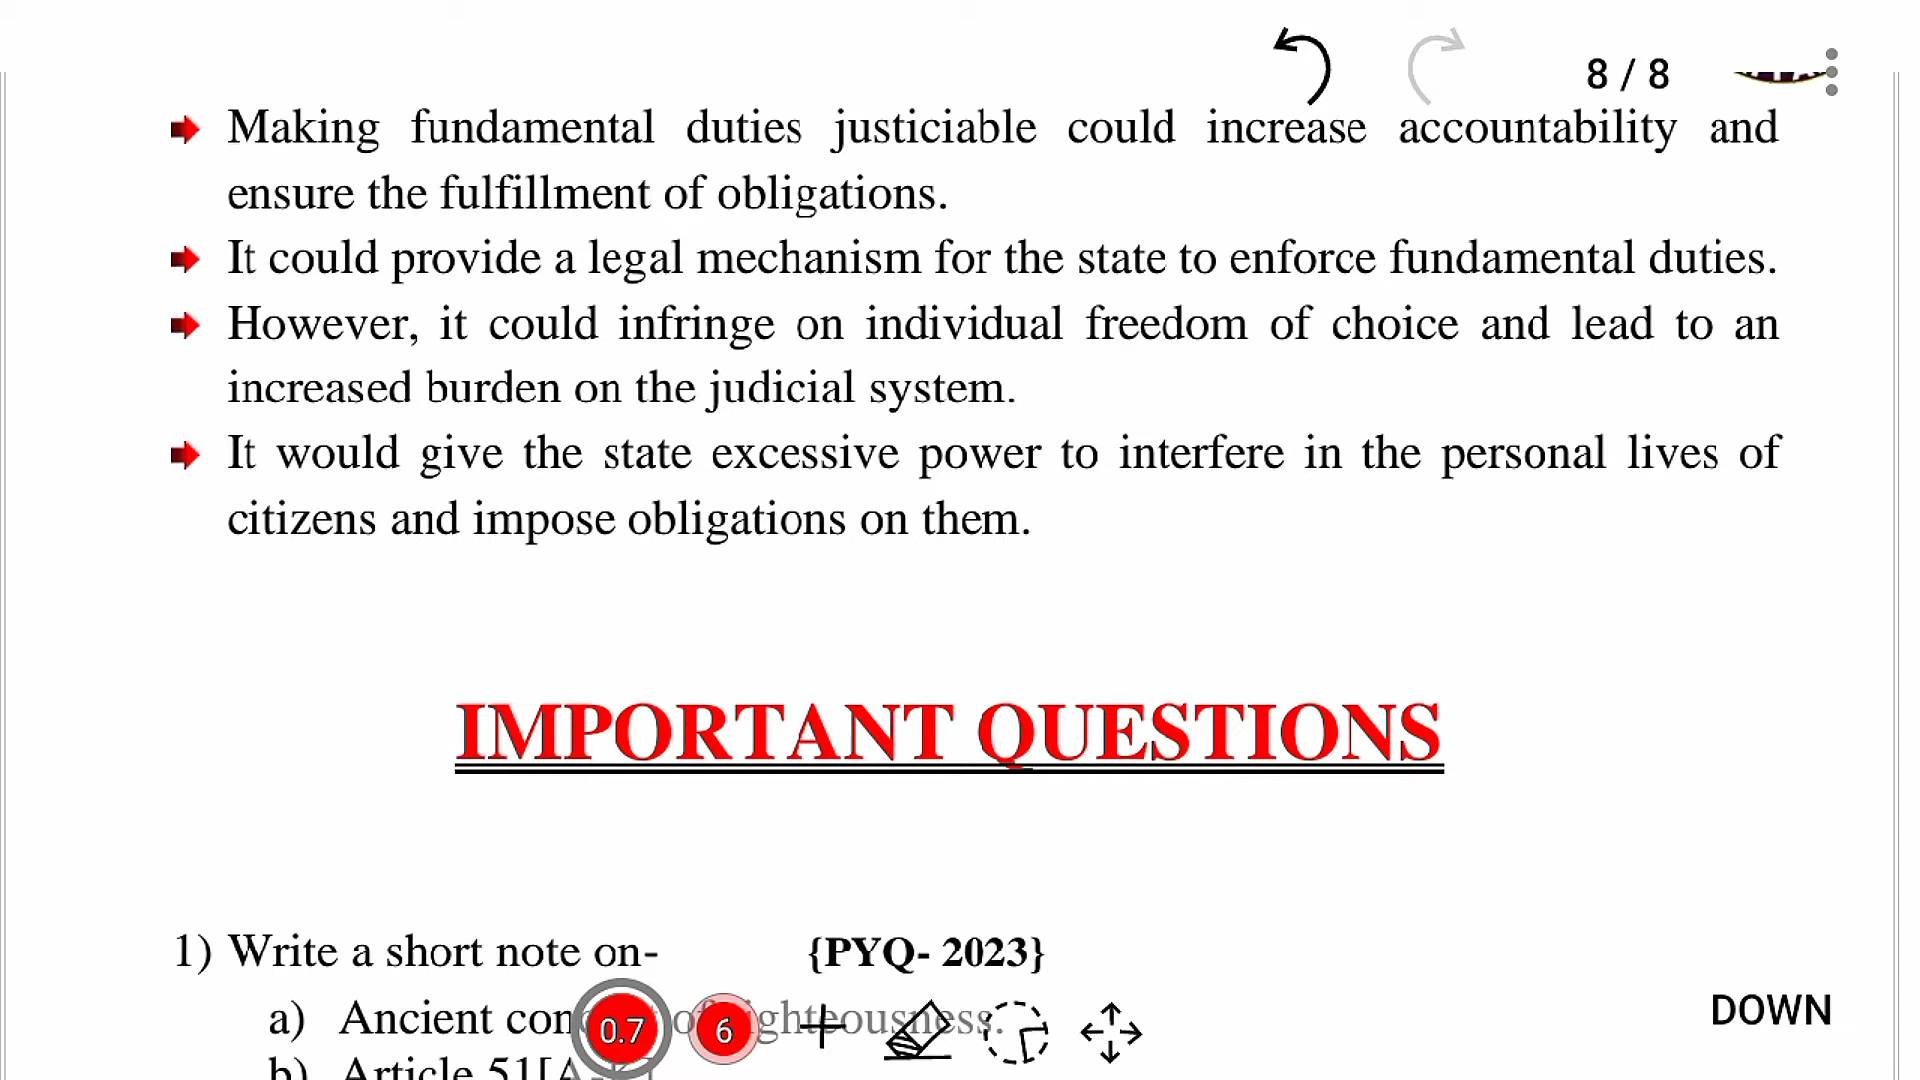 8 / 8
Making fundamental duties justiciable could increase accountability and
ensure the fulfillment of obligations.
It could provide a legal mechanism for the state to enforce fundamental duties.
However, it could infringe on individual freedom of choice and lead to an
increased burden on the judicial system.
It would give the state excessive power to interfere in the personal lives of
citizens and impose obligations on them.
IMPORTANT QUESTIONS
1) Write a short note on- {PYQ- 2023}
a) Ancient of
0.7 6
DOWN
b) Article